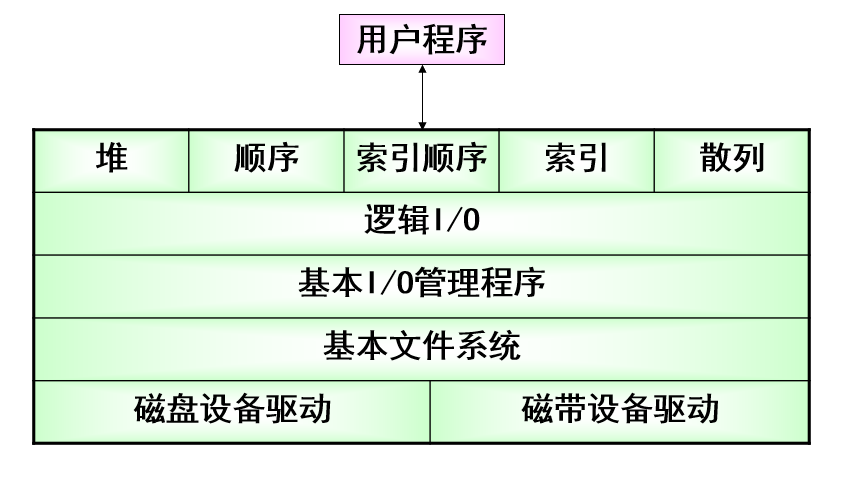 用户程序
堆 顺序 索引顺序 索引 散列
逻辑I/O
基本I/O管理程序
基本文件系统
磁盘设备驱动 磁带设备驱动